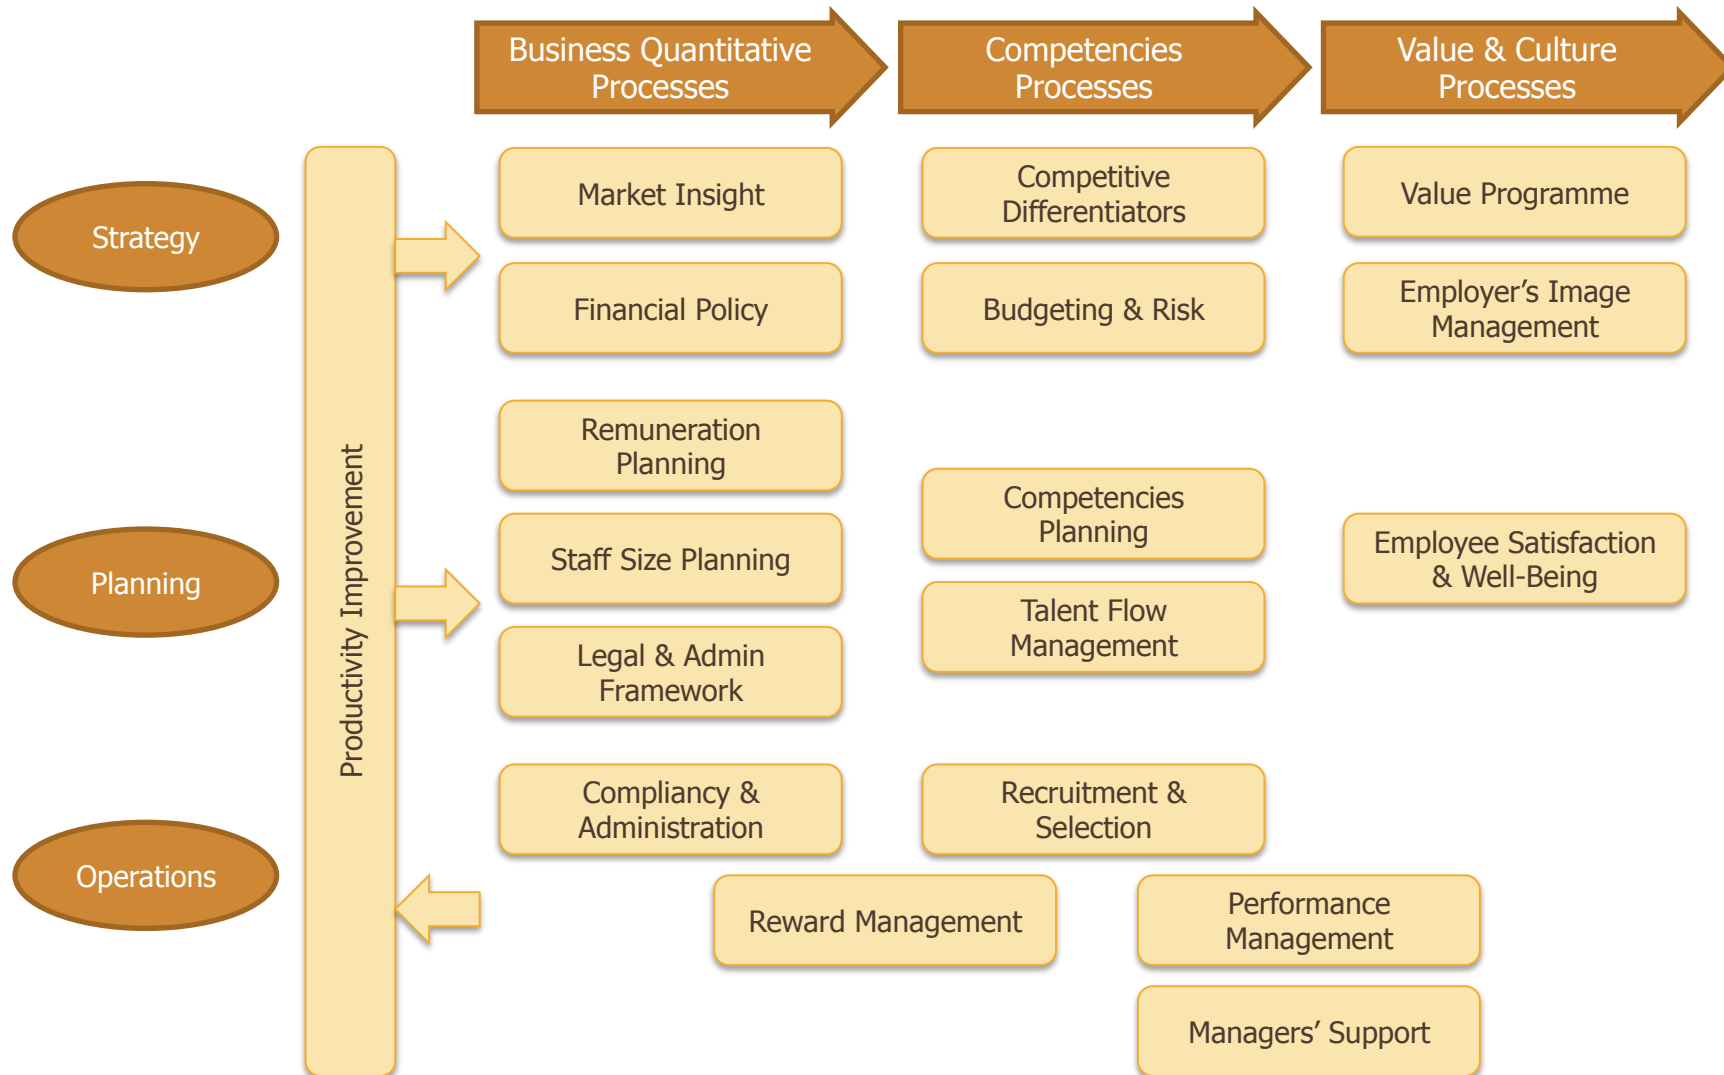 Business Quantitative
Processes
Competencies
Processes
Value & Culture
Processes
Strategy
Productivity Improvement
Market Insight
Competitive
Differentiators
Value Programme
Financial Policy
Budgeting & Risk
Employer’s Image
Management
Planning
Remuneration
Planning
Staff Size Planning
Legal & Admin
Framework
Competencies
Planning
Talent Flow
Management
Employee Satisfaction
& Well-Being
Operations
Compliancy &
Administration
Recruitment &
Selection
Reward Management
Performance
Management
Managers’ Support